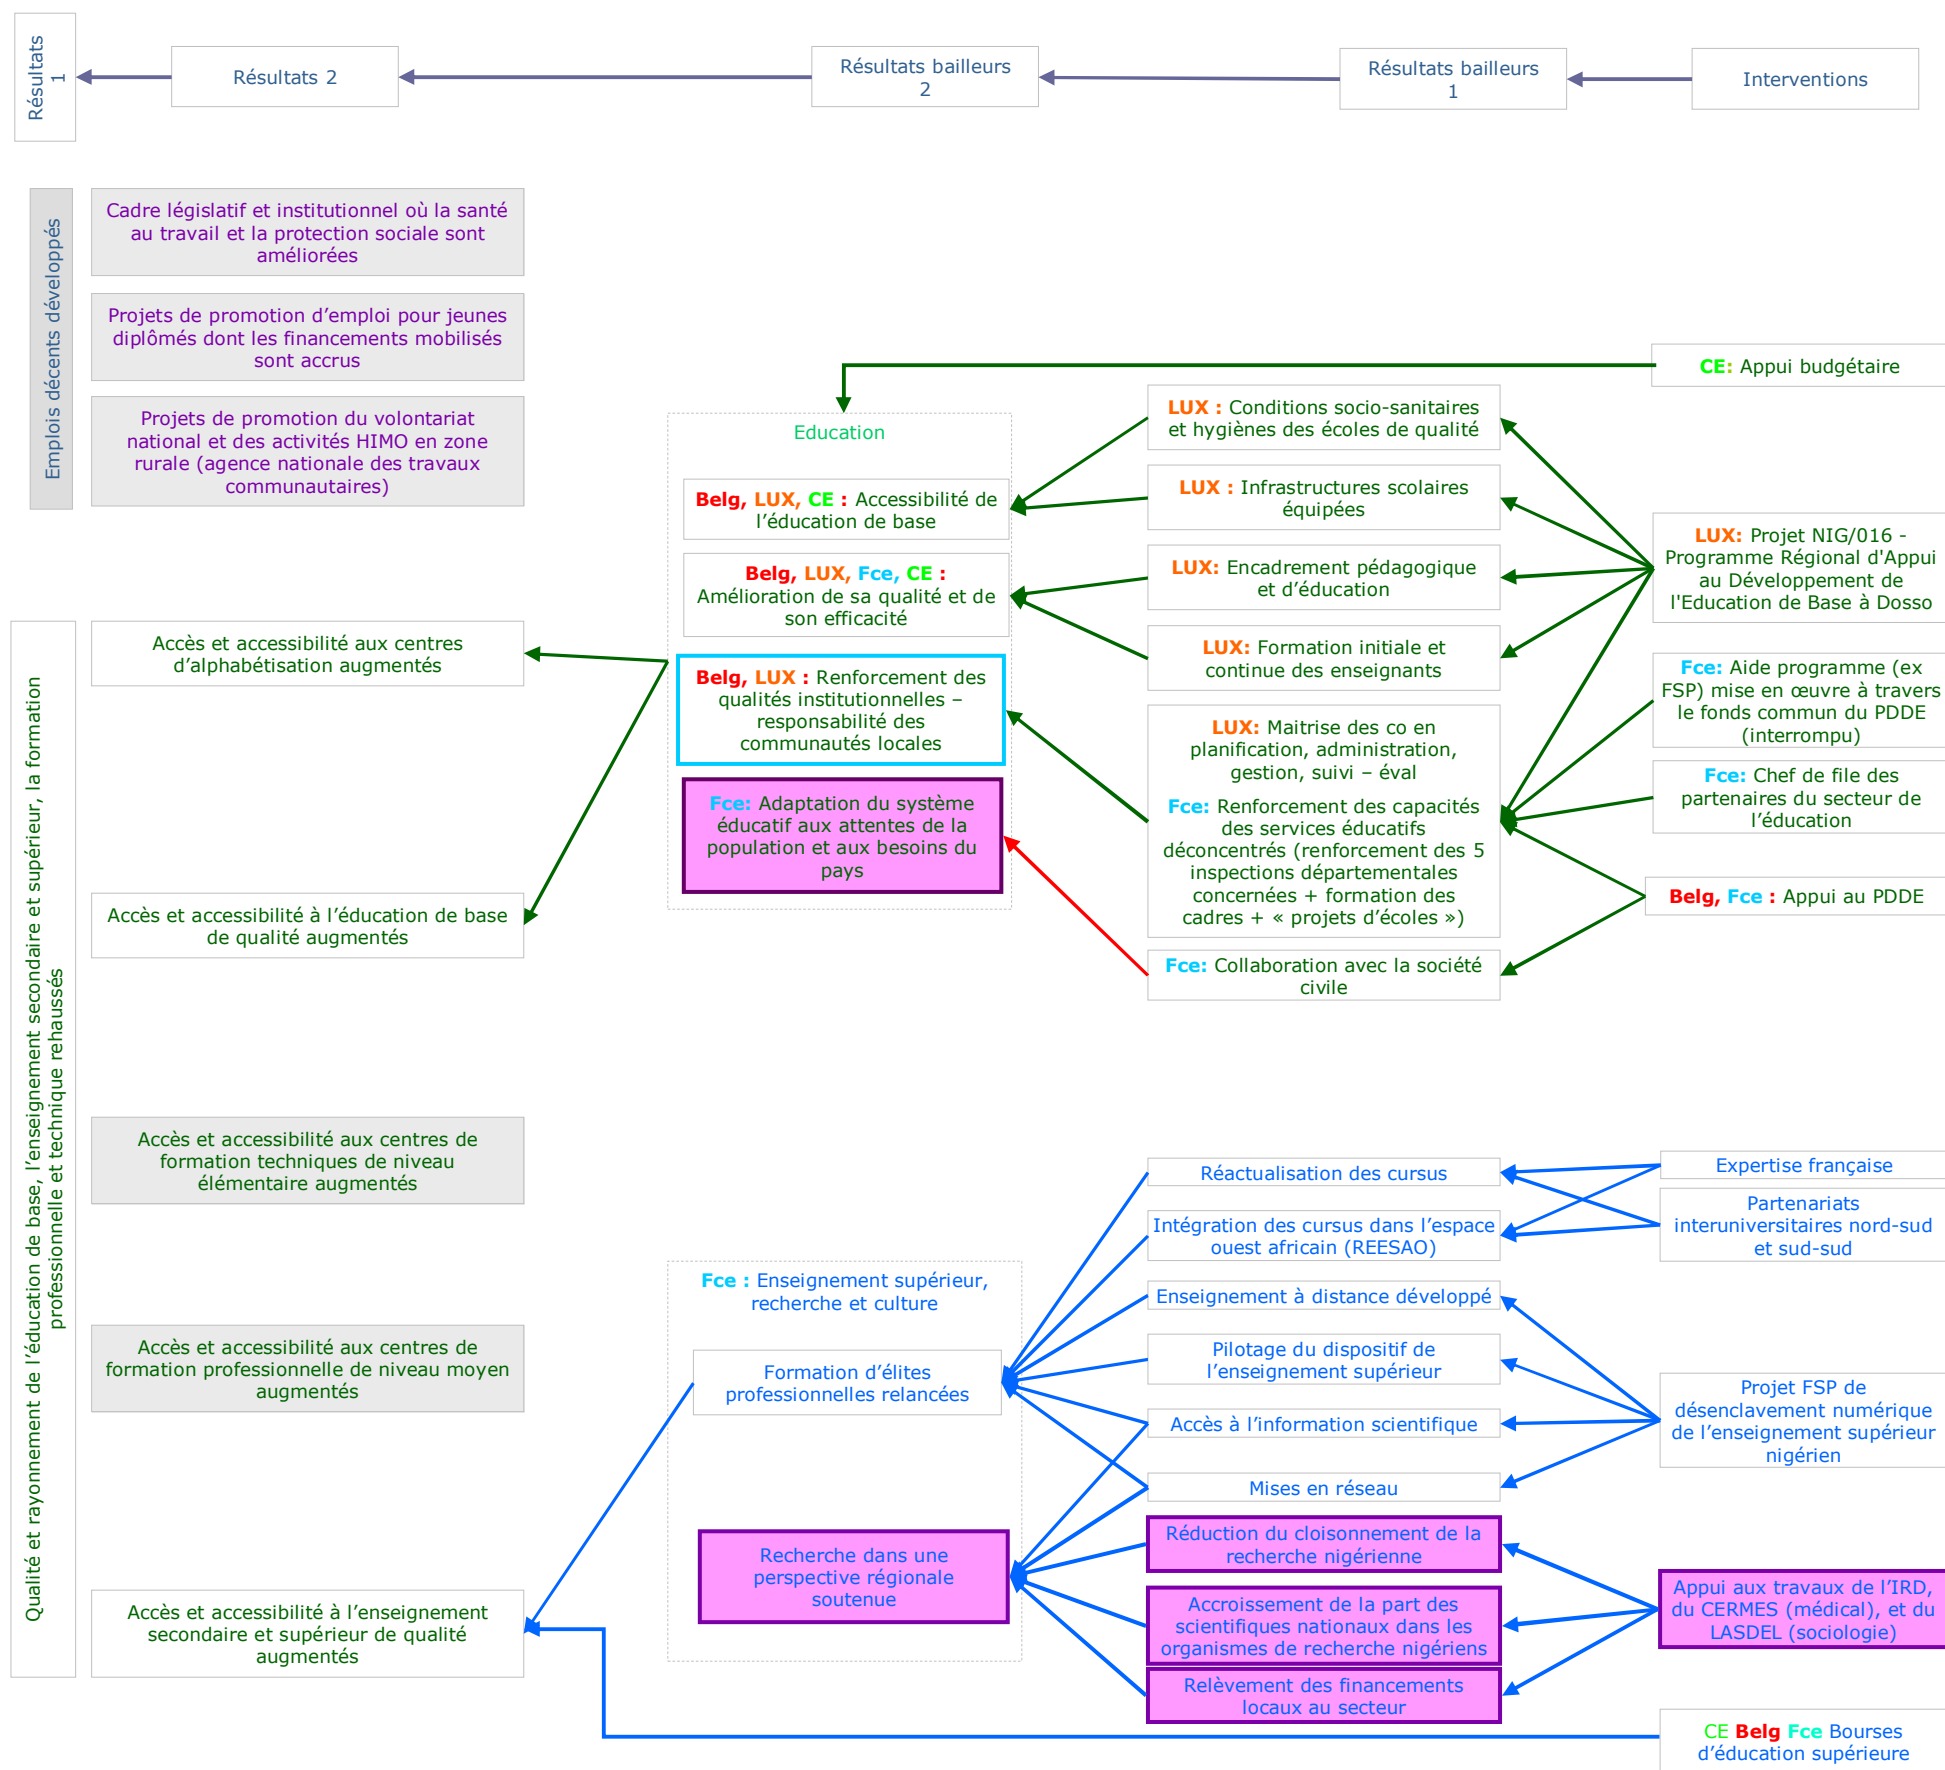 Résultats
1
Résultats 2
Résultats bailleurs
2
Résultats bailleurs
1
Interventions
Emplois décents développés
Cadre législatif et institutionnel où la santé
au travail et la protection sociale sont
améliorées
Projets de promotion d’emploi pour jeunes
diplômés dont les financements mobilisés
sont accrus
Projets de promotion du volontariat
national et des activités HIMO en zone
rurale (agence nationale des travaux
communautaires)
Qualité et rayonnement de l’éducation de base, l’enseignement secondaire et supérieur, la formation
professionnelle et technique rehaussés
Accès et accessibilité aux centres
d’alphabétisation augmentés
Accès et accessibilité à l’éducation de base
de qualité augmentés
Accès et accessibilité aux centres de
formation techniques de niveau
élémentaire augmentés
Accès et accessibilité aux centres de
formation professionnelle de niveau moyen
augmentés
Accès et accessibilité à l’enseignement
secondaire et supérieur de qualité
augmentés
Education
Belg, LUX, CE : Accessibilité de
l’éducation de base
Belg, LUX, Fce, CE :
Amélioration de sa qualité et de
son efficacité
Belg, LUX : Renforcement des
qualités institutionnelles –
responsabilité des
communautés locales
Fce: Adaptation du système
éducatif aux attentes de la
population et aux besoins du
pays
Fce : Enseignement supérieur,
recherche et culture
Formation d’élites
professionnelles relancées
Recherche dans une
perspective régionale
soutenue
LUX : Conditions socio-sanitaires
et hygiènes des écoles de qualité
LUX : Infrastructures scolaires
équipées
LUX: Encadrement pédagogique
et d’éducation
LUX: Formation initiale et
continue des enseignants
LUX: Maitrise des co en
planification, administration,
gestion, suivi – éval
Fce: Renforcement des capacités
des services éducatifs
déconcentrés (renforcement des 5
inspections départementales
concernées + formation des
cadres + « projets d’écoles »)
Fce: Collaboration avec la société
civile
Réactualisation des cursus
Intégration des cursus dans l’espace
ouest africain (REESAO)
Enseignement à distance développé
Pilotage du dispositif de
l’enseignement supérieur
Accès à l’information scientifique
Mises en réseau
Réduction du cloisonnement de la
recherche nigérienne
Accroissement de la part des
scientifiques nationaux dans les
organismes de recherche nigériens
Relèvement des financements
locaux au secteur
CE: Appui budgétaire
LUX: Projet NIG/016 -
Programme Régional d'Appui
au Développement de
l'Education de Base à Dosso
Fce: Aide programme (ex
FSP) mise en œuvre à travers
le fonds commun du PDDE
(interrompu)
Fce: Chef de file des
partenaires du secteur de
l’éducation
Belg, Fce : Appui au PDDE
Expertise française
Partenariats
interuniversitaires nord-sud
et sud-sud
Projet FSP de
désenclavement numérique
de l’enseignement supérieur
nigérien
Appui aux travaux de l’IRD,
du CERMES (médical), et du
LASDEL (sociologie)
CE Belg Fce Bourses
d’éducation supérieure